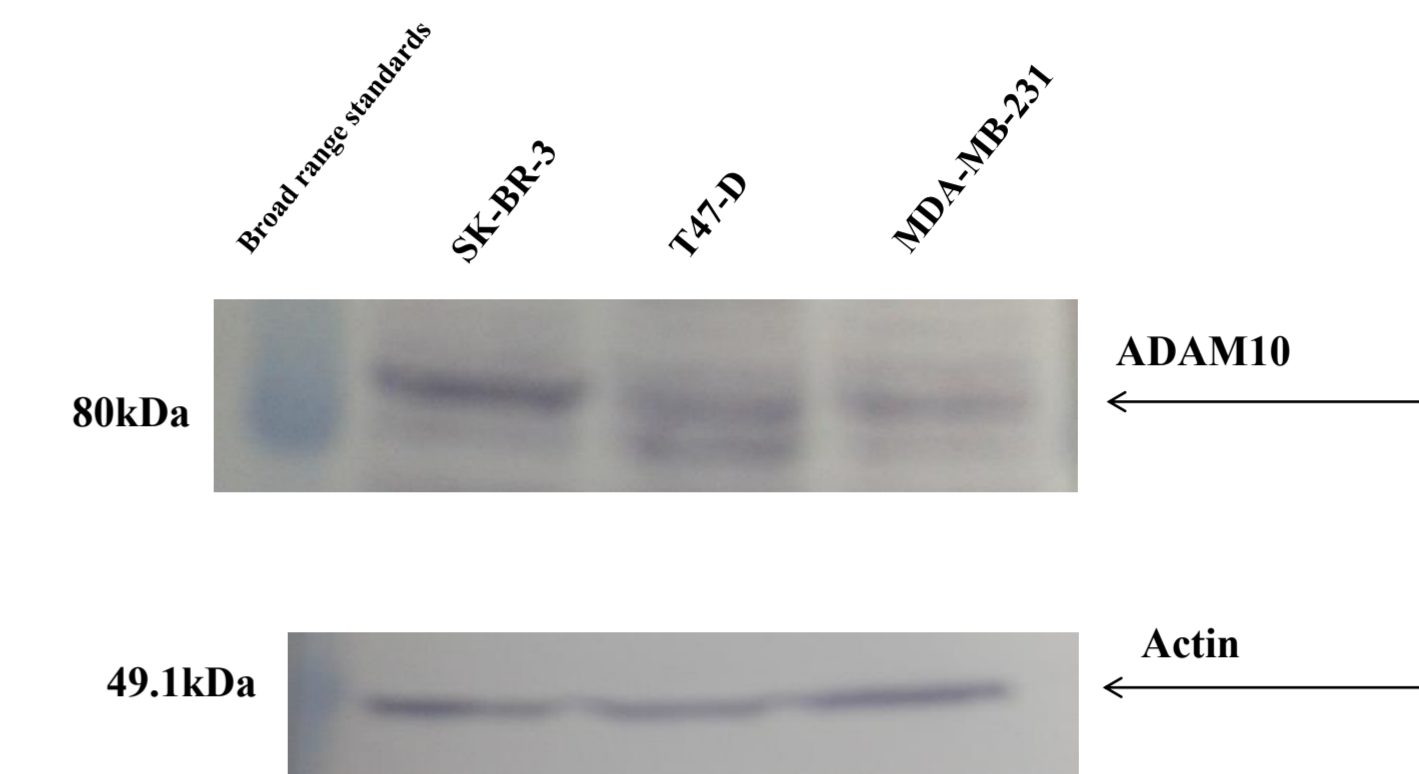 Broad range standards
SK-BR-3
T47-D
MDA-MB-231
ADAM10
80kDa
Actin
49.1kDa